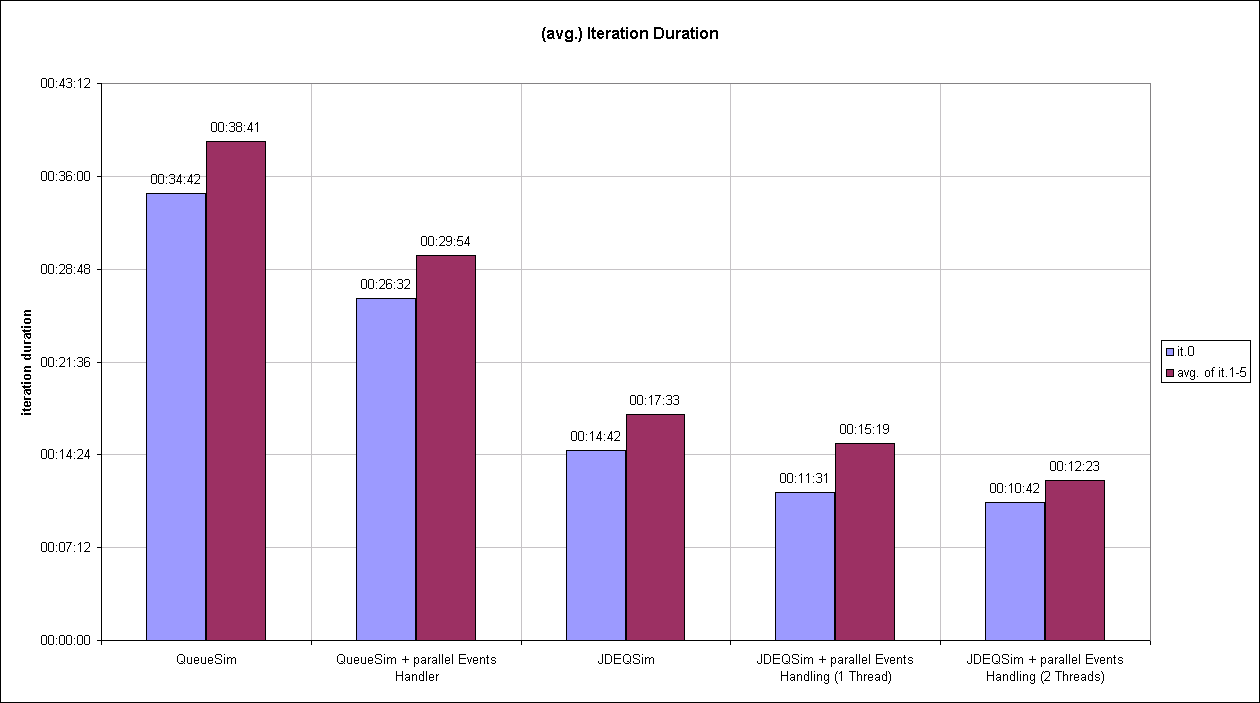 (avg.) Iteration Duration
00:43:12
00:36:00
00:28:48
00:21:36
00:14:24
00:07:12
00:00:00
iteration duration
00:34:42
00:38:41
00:26:32
00:29:54
00:14:42
00:17:33
00:11:31
00:15:19
00:10:42
00:12:23
QueueSim
QueueSim + parallel Events
Handler
JDEQSim
JDEQSim + parallel Events
Handling (1 Thread)
JDEQSim + parallel Events
Handling (2 Threads)
it.0
avg. of it.1-5